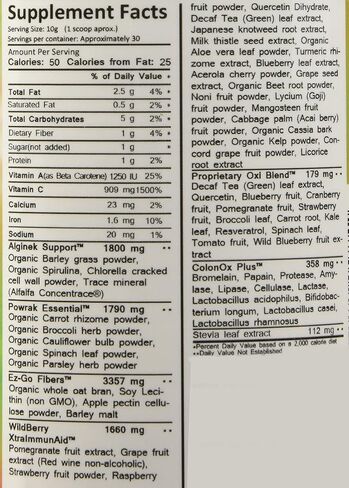 Supplement Facts
Serving Size: 10g (1 scoop aprox.)
Servings per container: Approximately 30
Amount Per Serving
Calories: 50 Calories from Fat: 25
% of Daily Value *
Total Fat 2.5 g 4% *
Saturated Fat 0.5 g 2% *
Total Carbohydrates 5 g 2% *
Dietary Fiber 1 g 4% *
Sugar(not added) 1 g *
Protein 1 g 2%
Vitamin A(as Beta Carotene) 1250 IU 25%
Vitamin C 909 mg 1500%
Calcium 23 mg 2%
Iron 1.6 mg 10%
Sodium 20 mg 1%
Alginek Support™ 1800 mg **
Organic Barley grass powder,
Organic Spirulina, Chlorella cracked
cell wall powder, Trace mineral
(Alfalfa Concentrace®)
Powrak Essential™ 1790 mg **
Organic Carrot rhizome powder,
Organic Broccoli herb powder,
Organic Cauliflower bulb powder,
Organic Spinach leaf powder,
Organic Parsley herb powder
Ez-Go Fibers™ 3357 mg **
Organic whole oat bran, Soy Leci-
thin (non GMO), Apple pectin cellu-
lose powder, Barley malt
WildBerry 1660 mg **
XtraImmunAid™
Pomegranate fruit extract, Grape fruit
extract (Red wine non-alcoholic),
Strawberry fruit powder, Raspberry
fruit powder, Quercetin Dihydrate,
Decaf Tea (Green) leaf extract,
Japanese knotweed root extract,
Milk thistle seed extract, Organic
Aloe vera leaf powder, Turmeric rhi-
zome extract, Blueberry leaf extract,
Acerola cherry powder, Grape seed
extract, Organic Beet root powder,
Noni fruit powder, Lycium (Goji)
fruit powder, Mangosteen fruit
powder, Cabbage palm (Acai berry)
fruit powder, Organic Cassia bark
powder, Organic Kelp powder, Con-
cord grape fruit powder, Licorice
root extract
Proprietary Oxi Blend™ 179 mg **
Decaf Tea (Green) leaf extract,
Quercetin, Blueberry fruit, Cranberry
fruit, Pomegranate fruit, Strawberry
fruit, Broccoli leaf, Carrot root, Kale
leaf, Resveratrol, Spinach leaf,
Tomato fruit, Wild Blueberry fruit ex-
tract
ColonOx Plus™ 358 mg **
Bromelain, Papain, Protease, Amy-
lase, Lipase, Cellulase, Lactase,
Lactobacillus acidophilus, Bifidobac-
terium longum, Lactobacillus casei,
Lactobacillus rhamnosus
Stevia leaf extract 112 mg **
*Percent Daily Value based on a 2,000 calorie diet
**Daily Value Not Established